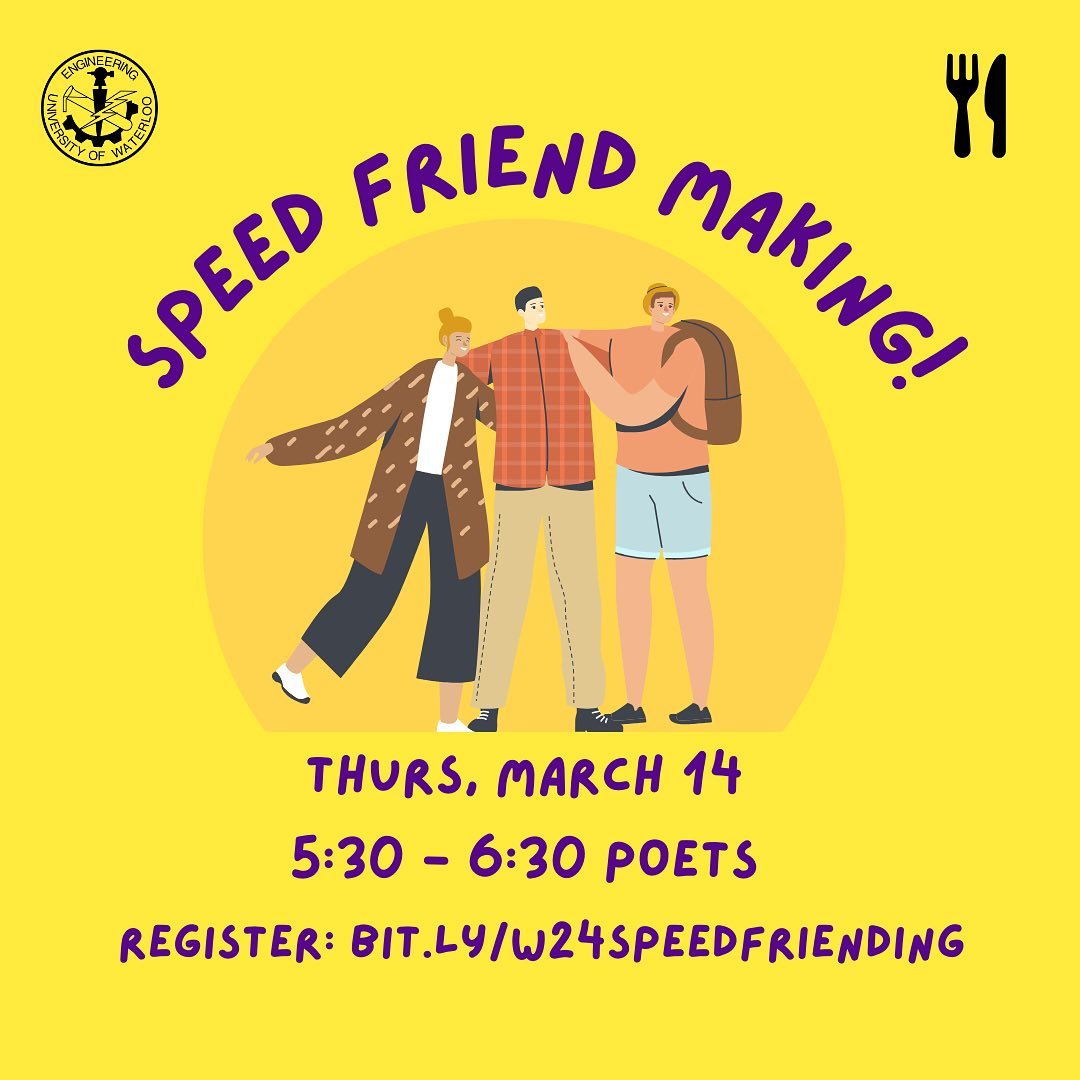 ENGINEERING
UNIVERSITY OF WATERLOO
SPEED FRIEND MAKING!
THURS, MARCH 14
5:30 - 6:30 POETS
REGISTER: BIT.LY/W24SPEEDFRIENDING